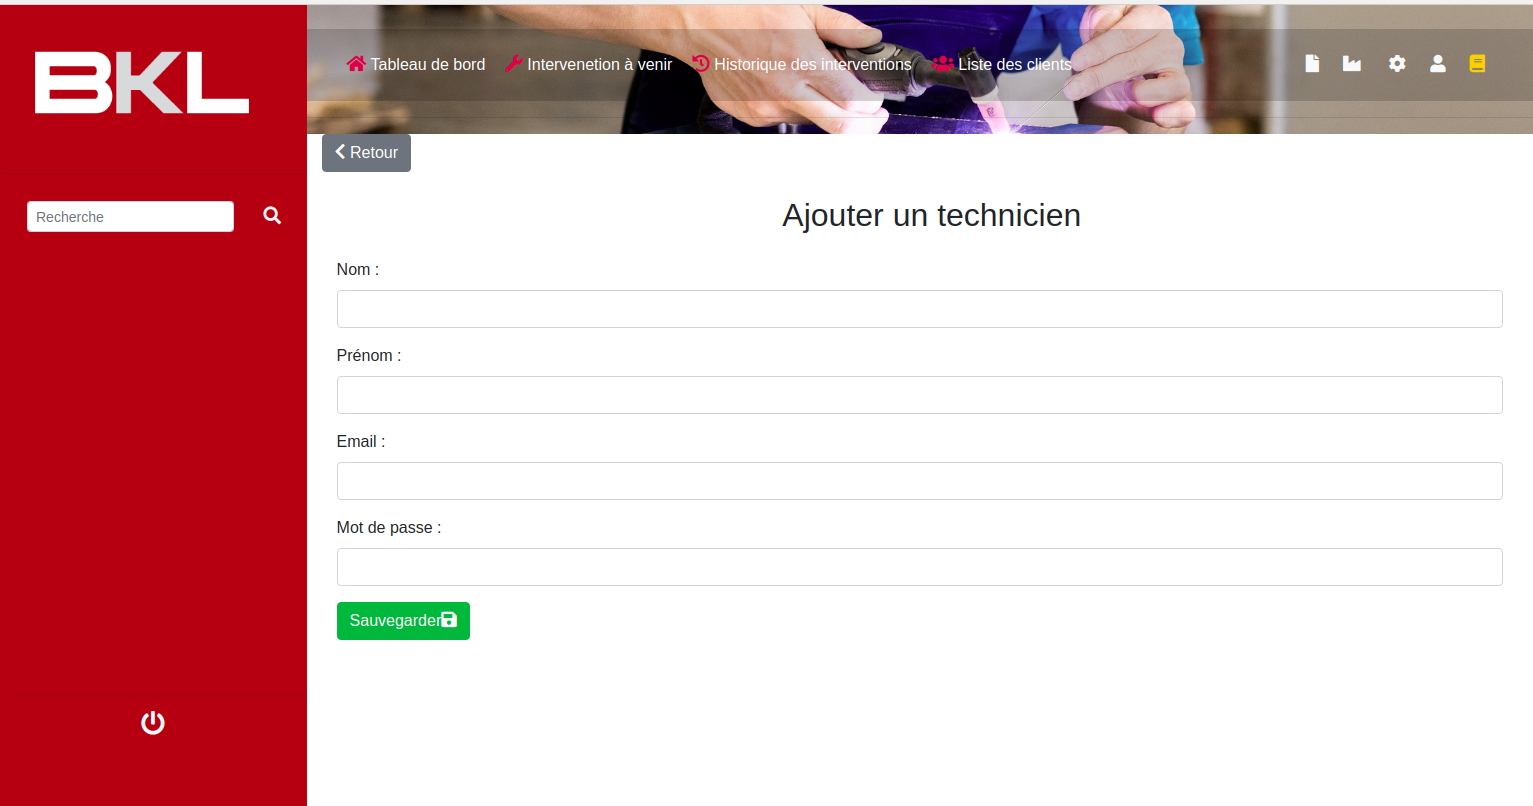 BKL
Tableau de bord Intervenetion à venir Historique des interventions Liste des clients
Retour
Recherche
Ajouter un technicien
Nom :
Prénom :
Email :
Mot de passe :
Sauvegarder